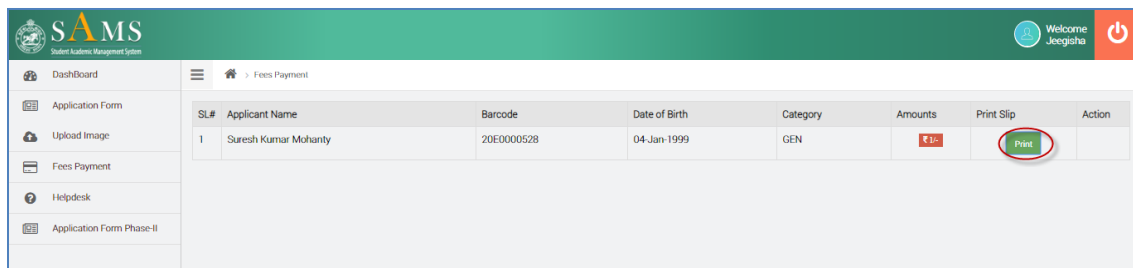 SAMS
Student Academic Management System
Welcome
Jeegisha
DashBoard
> Fees Payment
Application Form
Upload Image
Fees Payment
Helpdesk
Application Form Phase-II
SL# Applicant Name Barcode Date of Birth Category Amounts Print Slip Action
1 Suresh Kumar Mohanty 20E0000528 04-Jan-1999 GEN ₹ 1/- Print